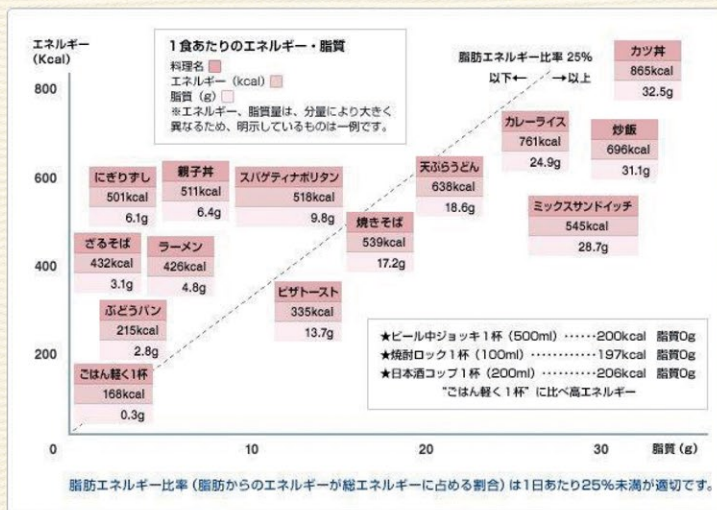 エネルギー
(Kcal)
800
600
400
200
0
10
20
30
脂質(g)
1食あたりのエネルギー・脂質
料理名
エネルギー(kcal)
脂質(g)
※エネルギー、脂質量は、分量により大きく
異なるため、明示しているものは一例です。
脂肪エネルギー比率 25%
以下← →以上
カツ丼
865kcal
32.5g
カレーライス
761kcal
24.9g
炒飯
696kcal
31.1g
天ぷらうどん
638kcal
18.6g
ミックスサンドイッチ
545kcal
28.7g
にぎりずし
501kcal
6.1g
親子丼
511kcal
6.4g
スパゲティナポリタン
518kcal
9.8g
焼きそば
539kcal
17.2g
ざるそば
432kcal
3.1g
ラーメン
426kcal
4.8g
ピザトースト
335kcal
13.7g
ぶどうパン
215kcal
2.8g
ごはん軽く1杯
168kcal
0.3g
★ビール中ジョッキ1杯(500ml)……200kcal 脂質0g
★焼酎ロック1杯(100ml)…………197kcal 脂質0g
★日本酒コップ1杯(200ml)………206kcal 脂質0g
"ごはん軽く1杯"に比べ高エネルギー
脂肪エネルギー比率(脂肪からのエネルギーが総エネルギーに占める割合)は1日あたり25%未満が適切です。